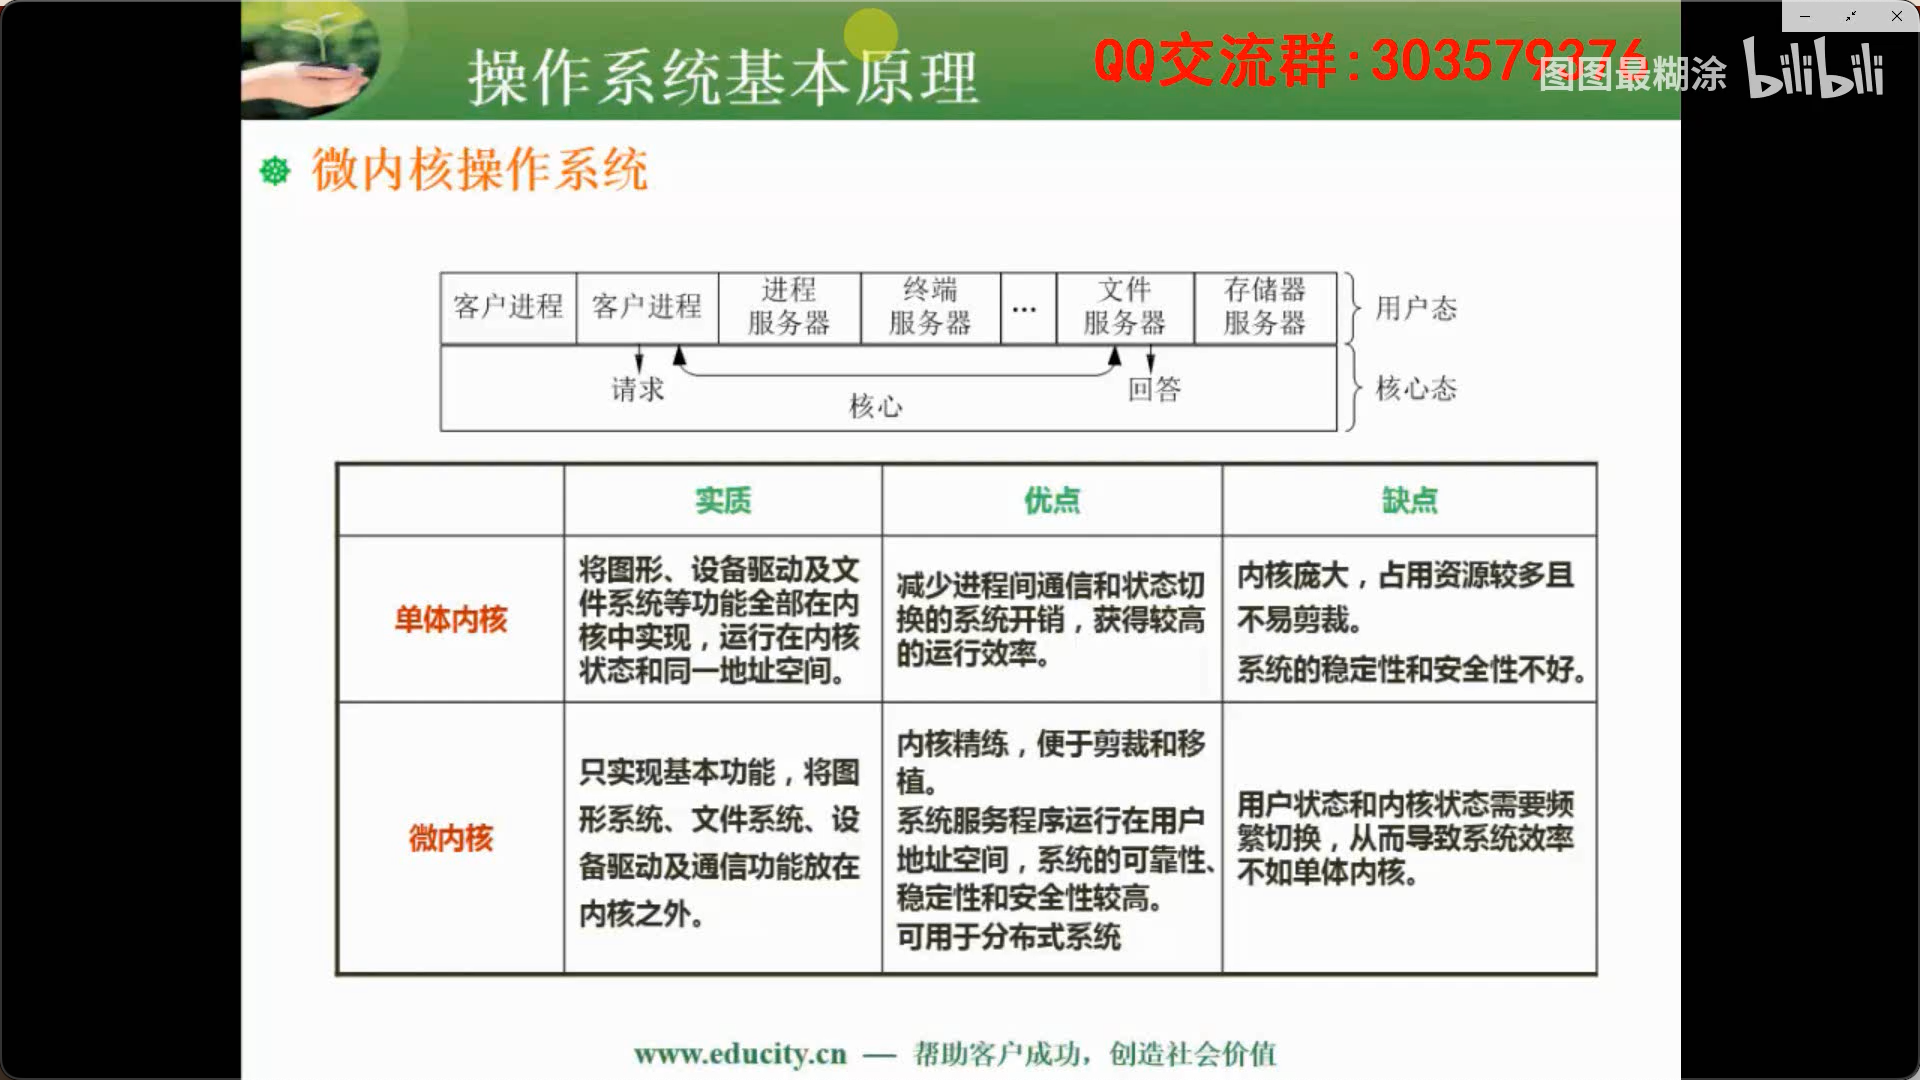 操作系统基本原理
QQ交流群:303579376
图图最糊涂 bilibili
微内核操作系统
客户进程
客户进程
进程
服务器
终端
服务器
...
文件
服务器
存储器
服务器
用户态
请求
回答
核心
核心态
实质
优点
缺点
单体内核
将图形、设备驱动及文
件系统等功能全部在内
核中实现，运行在内核
状态和同一地址空间。
减少进程间通信和状态切
换的系统开销，获得较高
的运行效率。
内核庞大，占用资源较多且
不易剪裁。
系统的稳定性和安全性不好。
微内核
只实现基本功能，将图
形系统、文件系统、设
备驱动及通信功能放在
内核之外。
内核精练，便于剪裁和移
植。
系统服务程序运行在用户
地址空间，系统的可靠性、
稳定性和安全性较高。
可用于分布式系统
用户状态和内核状态需要频
繁切换，从而导致系统效率
不如单体内核。
www.educity.cn — 帮助客户成功，创造社会价值